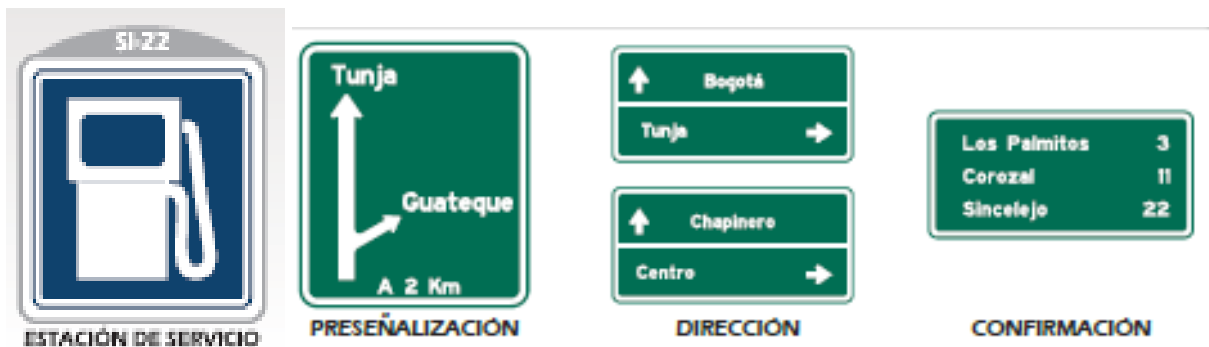 SI-22
ESTACIÓN DE SERVICIO
Tunja
Guateque
A 2 Km
PRESEÑALIZACIÓN
Bogotá
Tunja
Chapinero
Centro
DIRECCIÓN
Los Palmitos 3
Corozal 11
Sincelejo 22
CONFIRMACIÓN